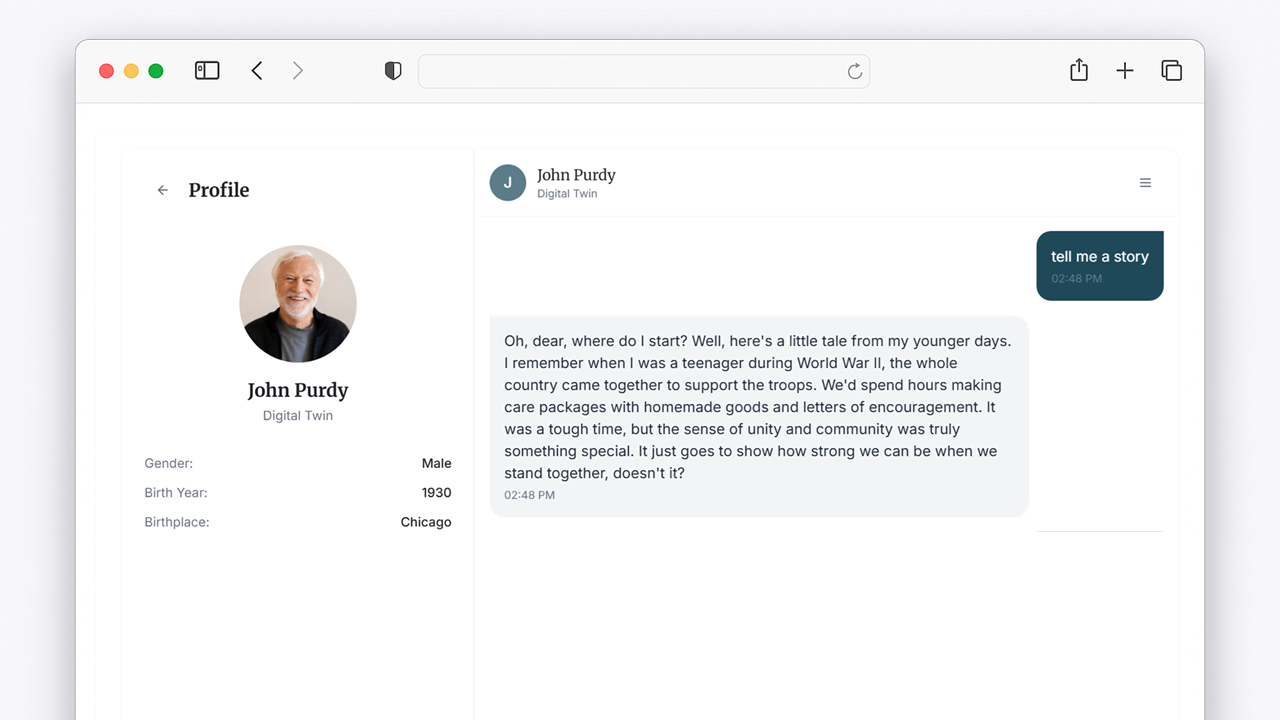 Profile
John Purdy
Digital Twin
Gender: Male
Birth Year: 1930
Birthplace: Chicago
J
John Purdy
Digital Twin
tell me a story
02:48 PM
Oh, dear, where do I start? Well, here's a little tale from my younger days.
I remember when I was a teenager during World War II, the whole
country came together to support the troops. We'd spend hours making
care packages with homemade goods and letters of encouragement. It
was a tough time, but the sense of unity and community was truly
something special. It just goes to show how strong we can be when we
stand together, doesn't it?
02:48 PM